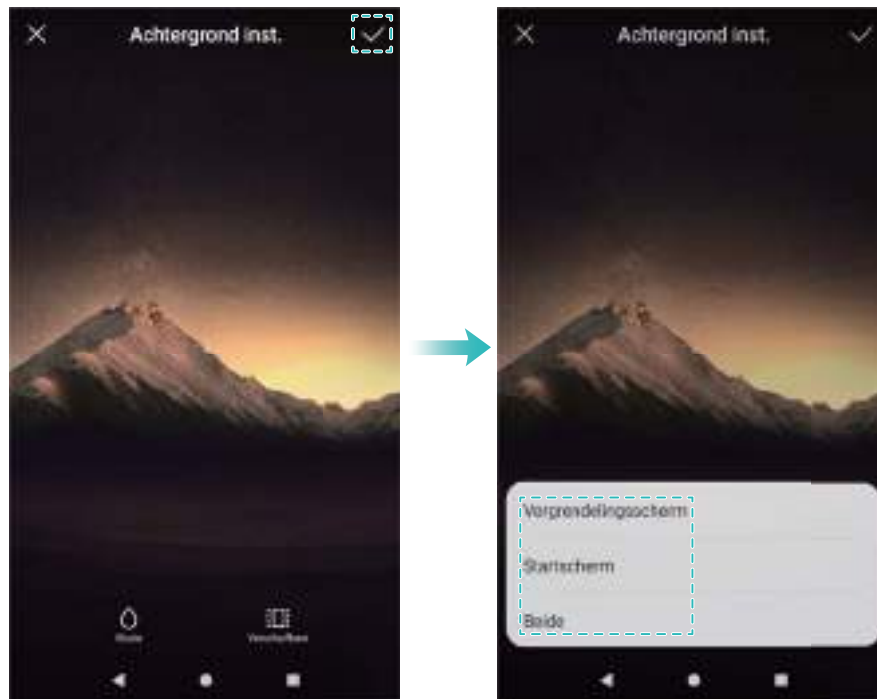 Achtergrond inst.
Achtergrond inst.
Vergrendelingsscherm
Startscherm
Beide